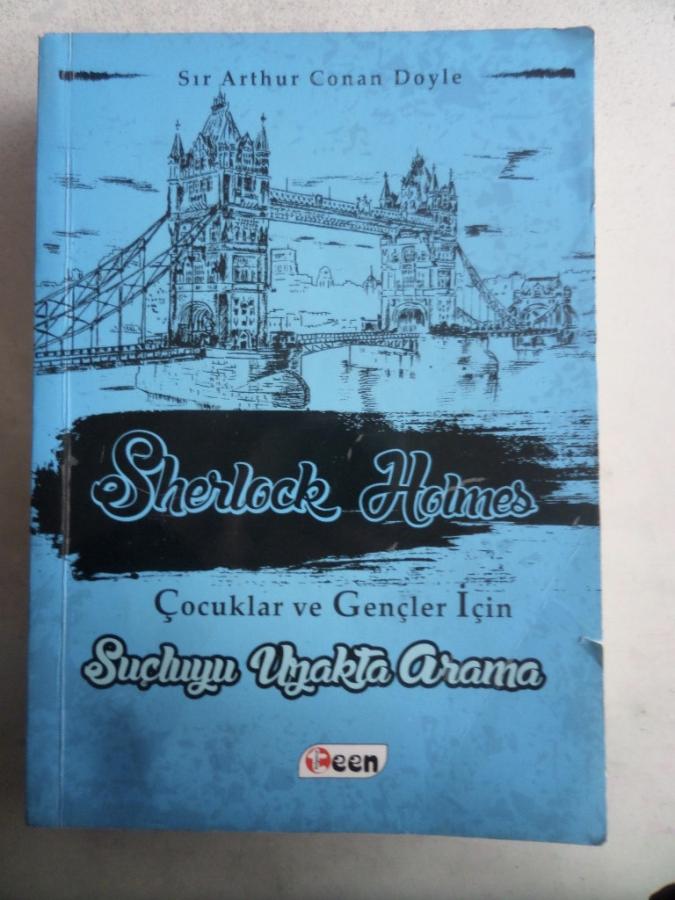 Sır Arthur Conan Doyle
Sherlock Holmes
Çocuklar ve Gençler İçin
Suçluyu Uzakta Arama
teen